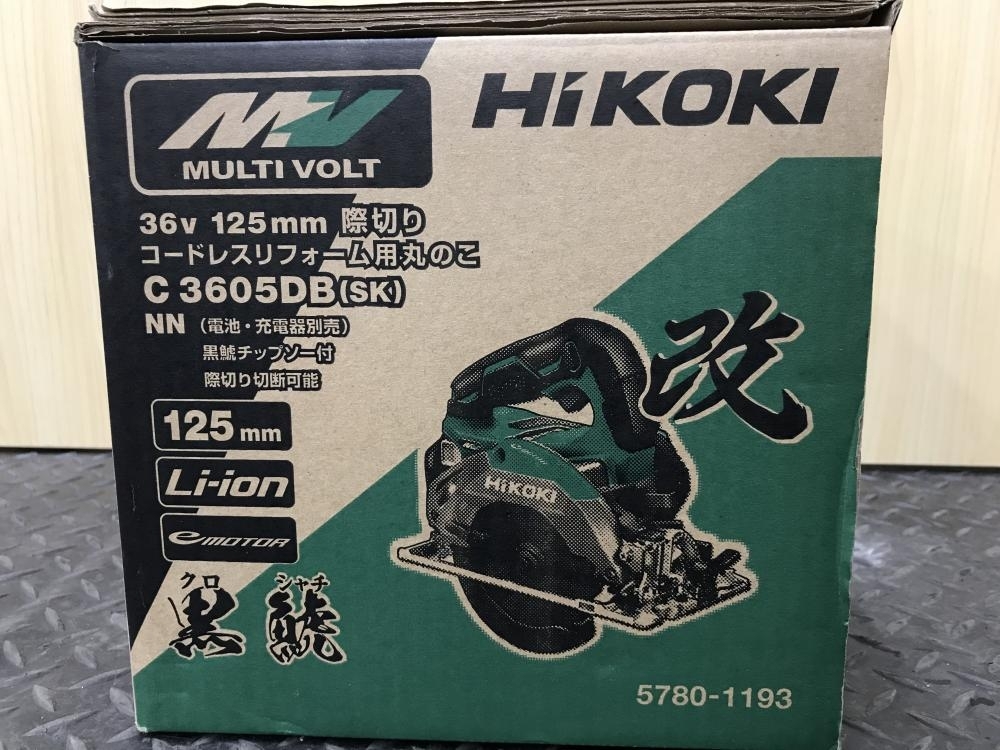 MV
MULTI VOLT
HiKOKI
36v 125mm 際切り
コードレスリフォーム用丸のこ
C 3605DB(SK)
NN (電池・充電器別売)
黒鯱チップソー付
際切り切断可能
改
125mm
Li-ion
HiKOKI
eMOTOR
クロ シャチ
黒鯱
5780-1193